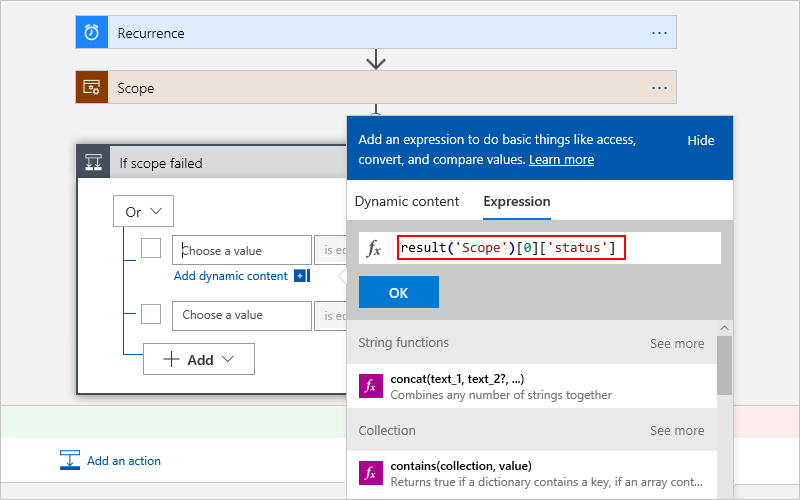 Recurrence
...
Scope
...
If scope failed
Or
Choose a value
is eq
Add dynamic content
Choose a value
is eq
Add
Add an action
Add an expression to do basic things like access,
convert, and compare values. Learn more
Hide
Dynamic content
Expression
fx
result('Scope')[0]['status']
OK
String functions
See more
fx
concat(text_1, text_2?, ...)
Combines any number of strings together
Collection
See more
fx
contains(collection, value)
Returns true if a dictionary contains a key, if an array cont...